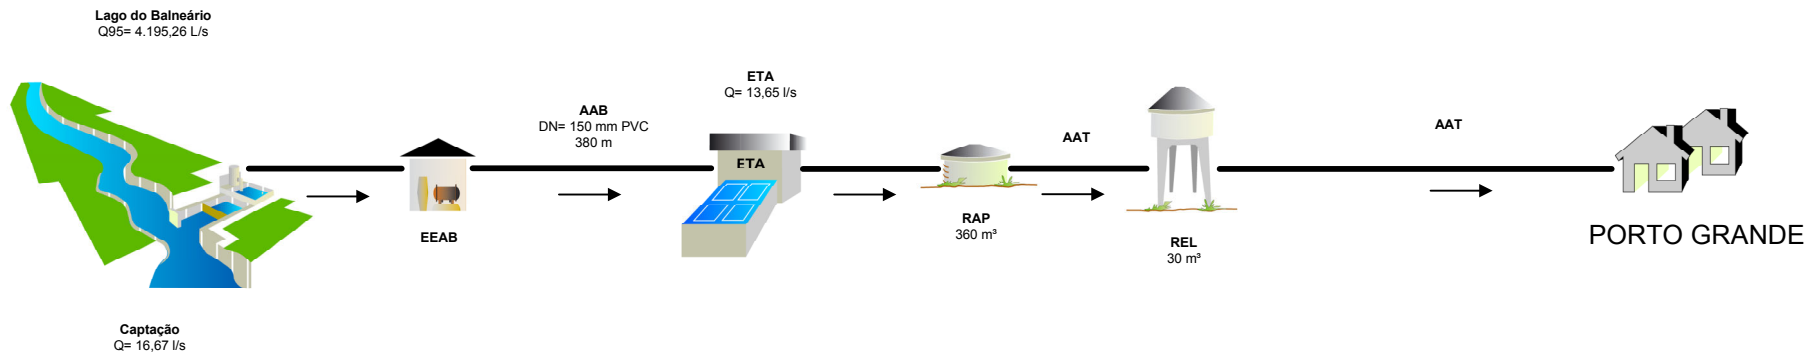 Lago do Balneário
Q95= 4.195,26 L/s
ETA
Q= 13,65 l/s
AAB
DN= 150 mm PVC
380 m
AAT
AAT
ETA
EEAB
RAP
360 m³
REL
30 m³
PORTO GRANDE
Captação
Q= 16,67 l/s